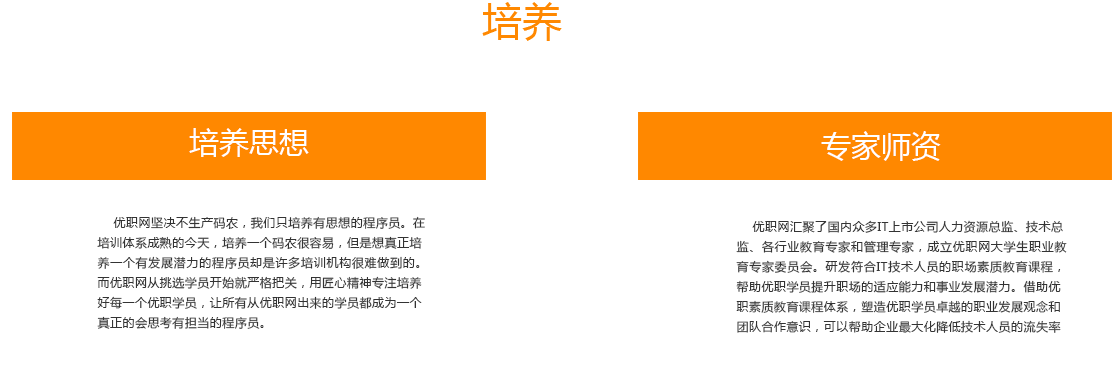 培养
培养思想
优职网坚决不生产码农，我们只培养有思想的程序员。在
培训体系成熟的今天，培养一个码农很容易，但是想真正培
养一个有发展潜力的程序员却是许多培训机构很难做到的。
而优职网从挑选学员开始就严格把关，用匠心精神专注培养
好每一个优职学员，让所有从优职网出来的学员都成为一个
真正的会思考有担当的程序员。
专家师资
优职网汇聚了国内众多IT上市公司人力资源总监、技术总
监、各行业教育专家和管理专家，成立优职网大学生职业教
育专家委员会。研发符合IT技术人员的职场素质教育课程，
帮助优职学员提升职场的适应能力和事业发展潜力。借助优
职素质教育课程体系，塑造优职学员卓越的职业发展观念和
团队合作意识，可以帮助企业最大化降低技术人员的流失率